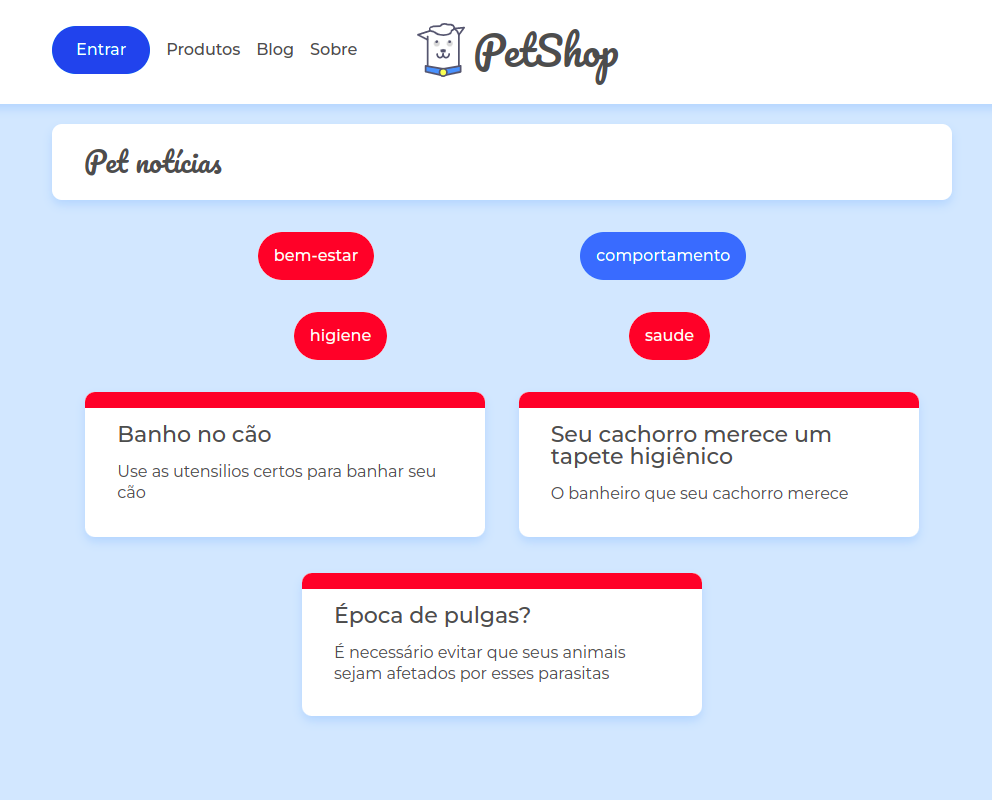 Entrar Produtos Blog Sobre PetShop
Pet notícias
bem-estar comportamento
higiene saude
Banho no cão
Use as utensilios certos para banhar seu
cão
Seu cachorro merece um
tapete higiênico
O banheiro que seu cachorro merece
Época de pulgas?
É necessário evitar que seus animais
sejam afetados por esses parasitas